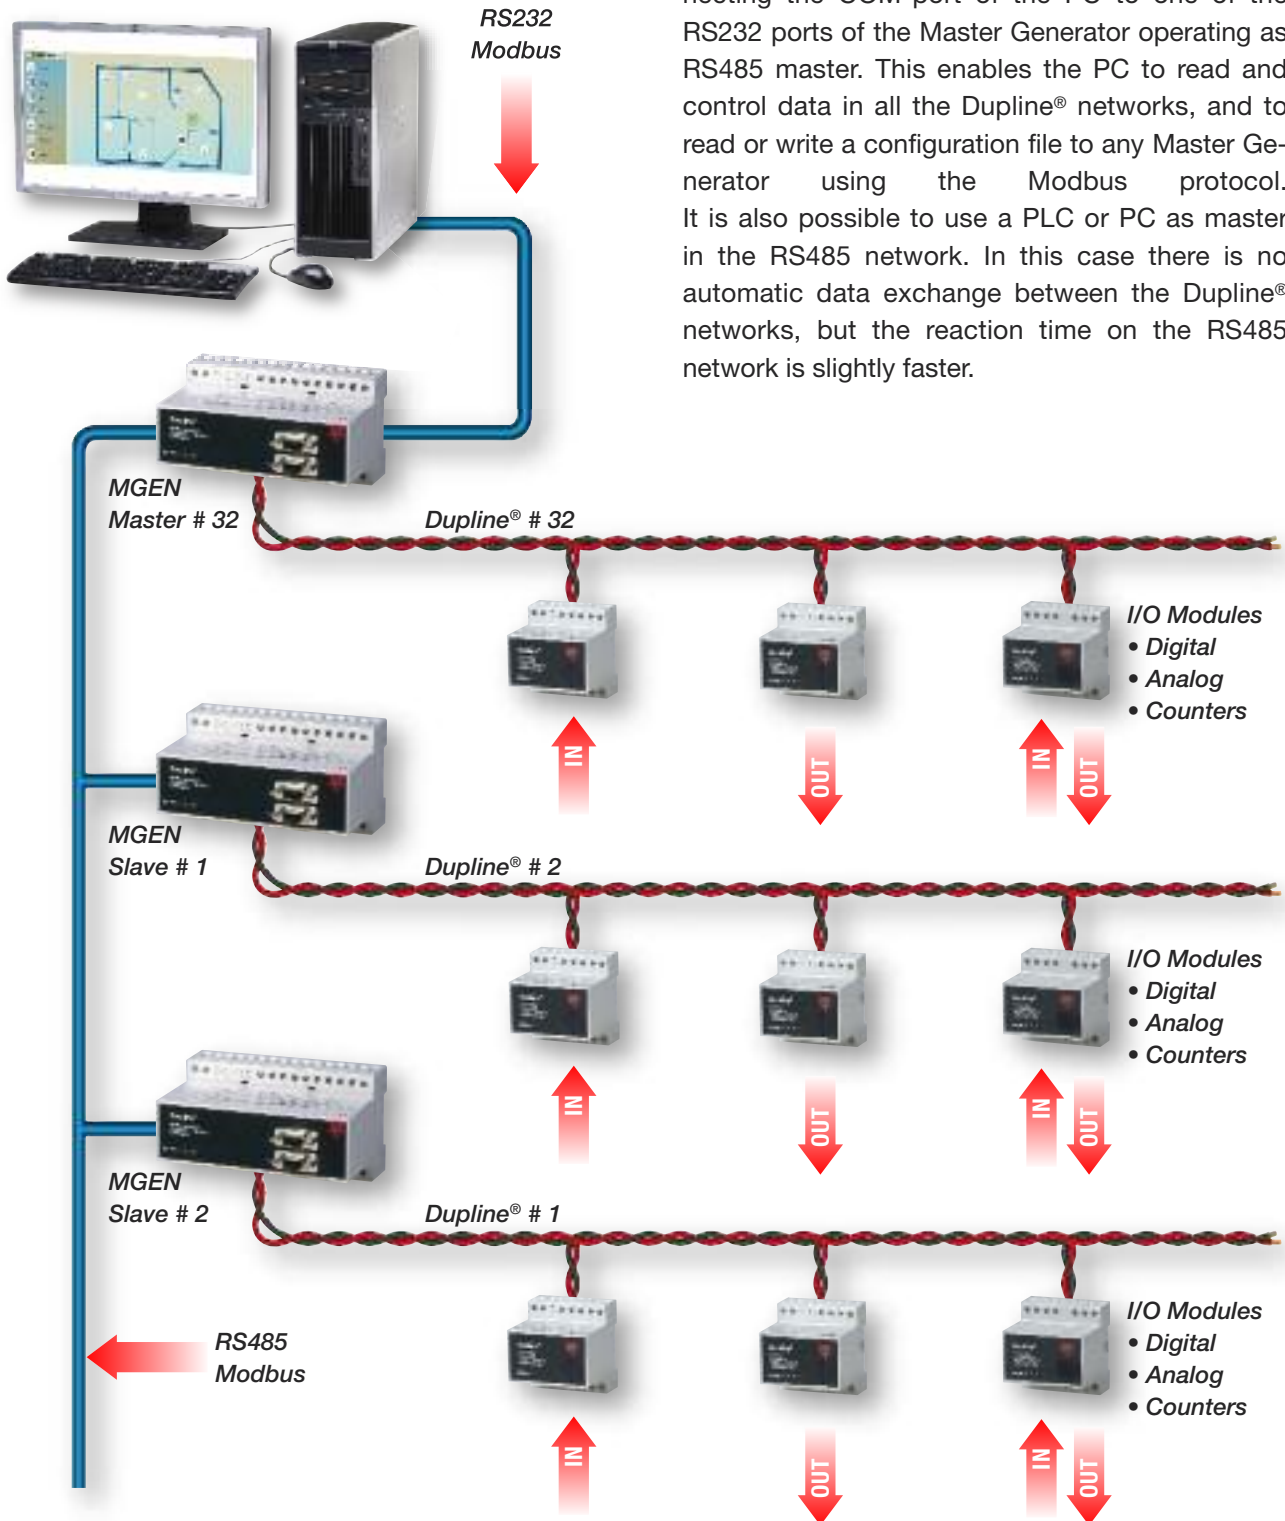 RS232
Modbus
necting the COM port of the PC to one of the
RS232 ports of the Master Generator operating as
RS485 master. This enables the PC to read and
control data in all the Dupline® networks, and to
read or write a configuration file to any Master Ge-
nerator using the Modbus protocol.
It is also possible to use a PLC or PC as master
in the RS485 network. In this case there is no
automatic data exchange between the Dupline®
networks, but the reaction time on the RS485
network is slightly faster.
MGEN
Master # 32
Dupline® # 32
I/O Modules
• Digital
• Analog
• Counters
IN
OUT
IN
OUT
MGEN
Slave # 1
Dupline® # 2
I/O Modules
• Digital
• Analog
• Counters
IN
OUT
IN
OUT
MGEN
Slave # 2
Dupline® # 1
I/O Modules
• Digital
• Analog
• Counters
RS485
Modbus
IN
OUT
IN
OUT